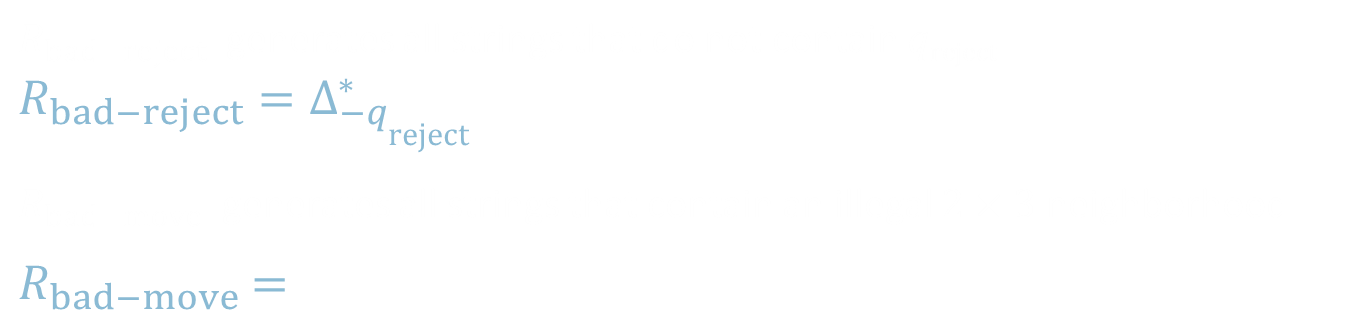 R_bad−reject = Δ*_−q_reject
R_bad−move =